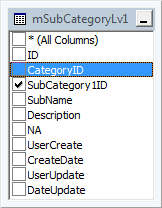 mSubCategoryLv1
* (All Columns)
ID
CategoryID
SubCategory1ID
SubName
Description
NA
UserCreate
CreateDate
UserUpdate
DateUpdate